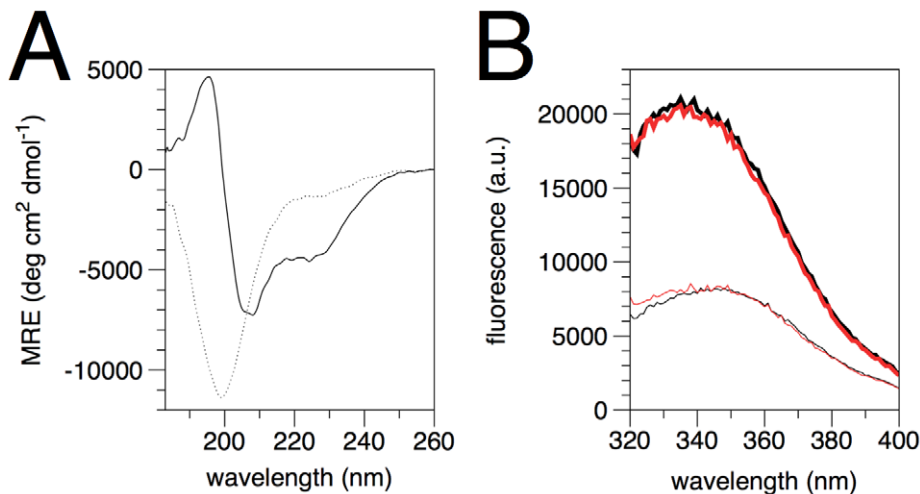 A
B
MRE (deg cm² dmol⁻¹)
5000
0
-5000
-10000
200 220 240 260
wavelength (nm)
fluorescence (a.u.)
20000
15000
10000
5000
0
320 340 360 380 400
wavelength (nm)